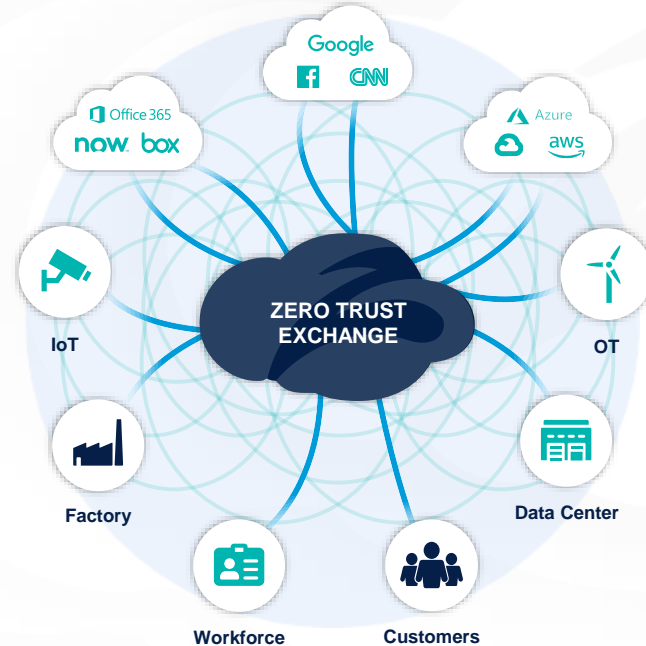 Google
f CNN
Office 365
now box
Azure
aws
ZERO TRUST
EXCHANGE
IoT
OT
Factory
Data Center
Workforce
Customers